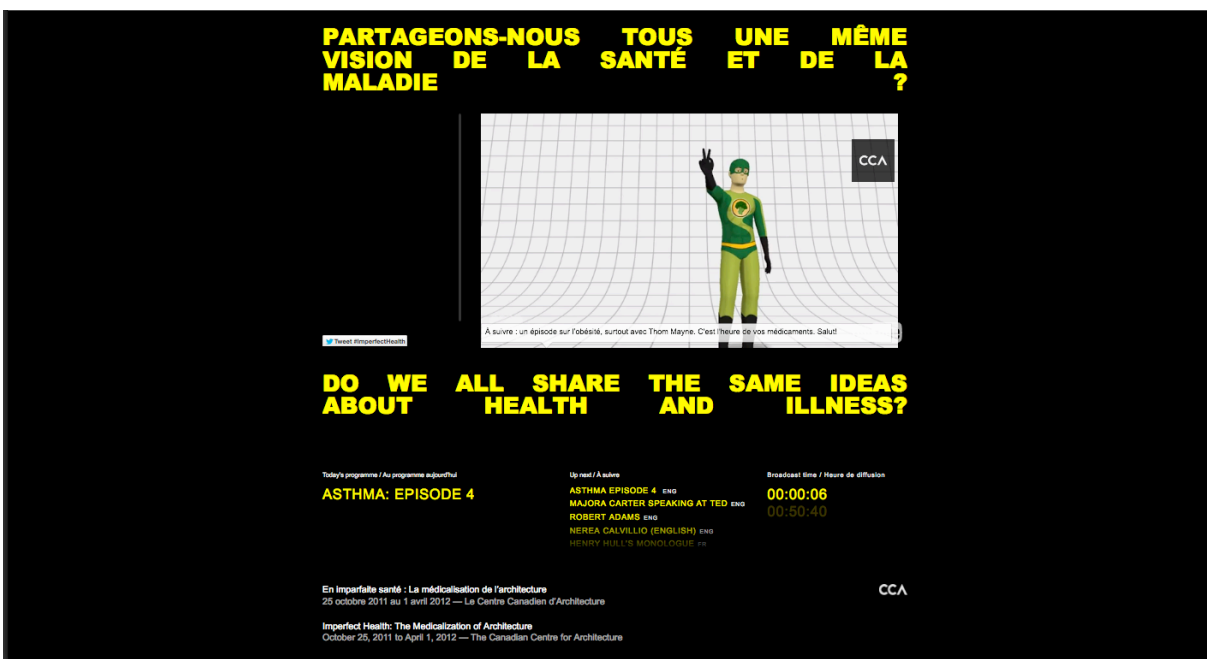 PARTAGEONS-NOUS TOUS UNE MÊME
VISION DE LA SANTÉ ET DE LA
MALADIE ?
CCA
À suivre : un épisode sur l'obésité, surtout avec Thom Mayne. C'est l'heure de vos médicaments. Salut!
Tweet #ImperfectHealth
DO WE ALL SHARE THE SAME IDEAS
ABOUT HEALTH AND ILLNESS?
Today's programme / Au programme aujourd'hui
ASTHMA: EPISODE 4
Up next / À suivre
ASTHMA EPISODE 4 ENG
MAJORA CARTER SPEAKING AT TED ENG
ROBERT ADAMS ENG
NEREA CALVILLIO (ENGLISH) ENG
HENRY HULL'S MONOLOGUE FR
Broadcast time / Heure de diffusion
00:00:06
00:50:40
En imparfaite santé : La médicalisation de l'architecture
25 octobre 2011 au 1 avril 2012 — Le Centre Canadien d'Architecture
CCA
Imperfect Health: The Medicalization of Architecture
October 25, 2011 to April 1, 2012 — The Canadian Centre for Architecture